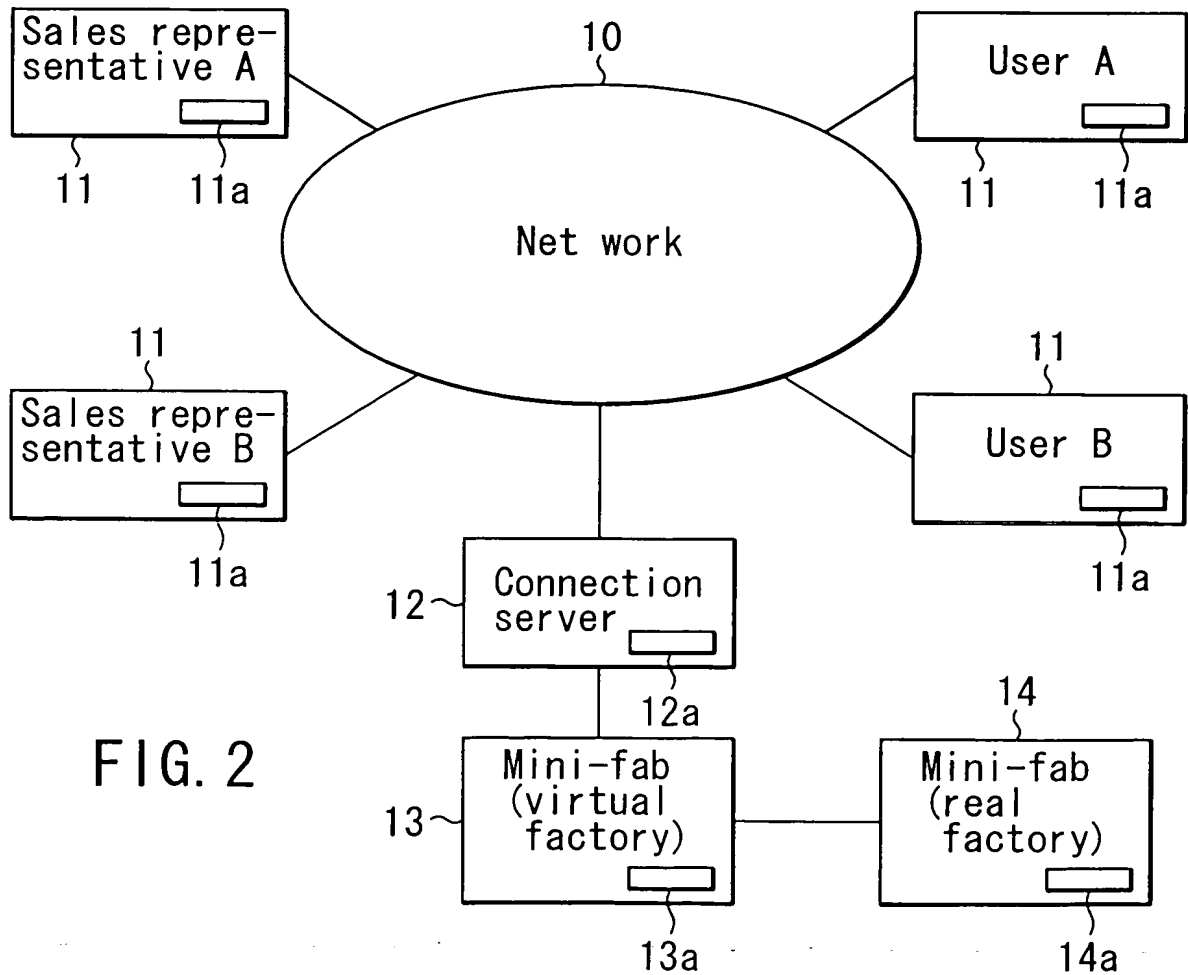 Sales repre-
sentative A
11
11a
10
User A
11
11a
Net work
11
Sales repre-
sentative B
11a
11
User B
11a
12
Connection
server
12a
13
Mini-fab
(virtual
factory)
13a
14
Mini-fab
(real
factory)
14a
FIG. 2